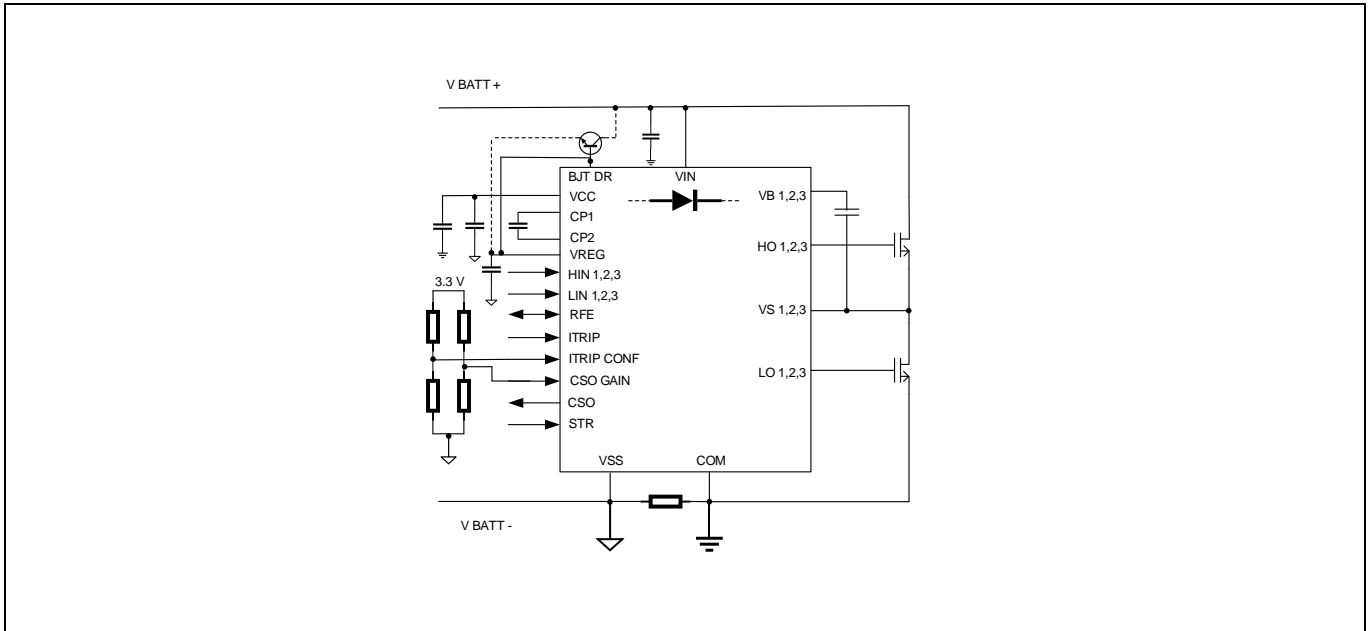 V BATT +
BJT DR
VIN
VCC
CP1
CP2
VREG
HIN 1,2,3
LIN 1,2,3
RFE
ITRIP
ITRIP CONF
CSO GAIN
CSO
STR
3.3 V
VB 1,2,3
HO 1,2,3
VS 1,2,3
LO 1,2,3
VSS
COM
V BATT -